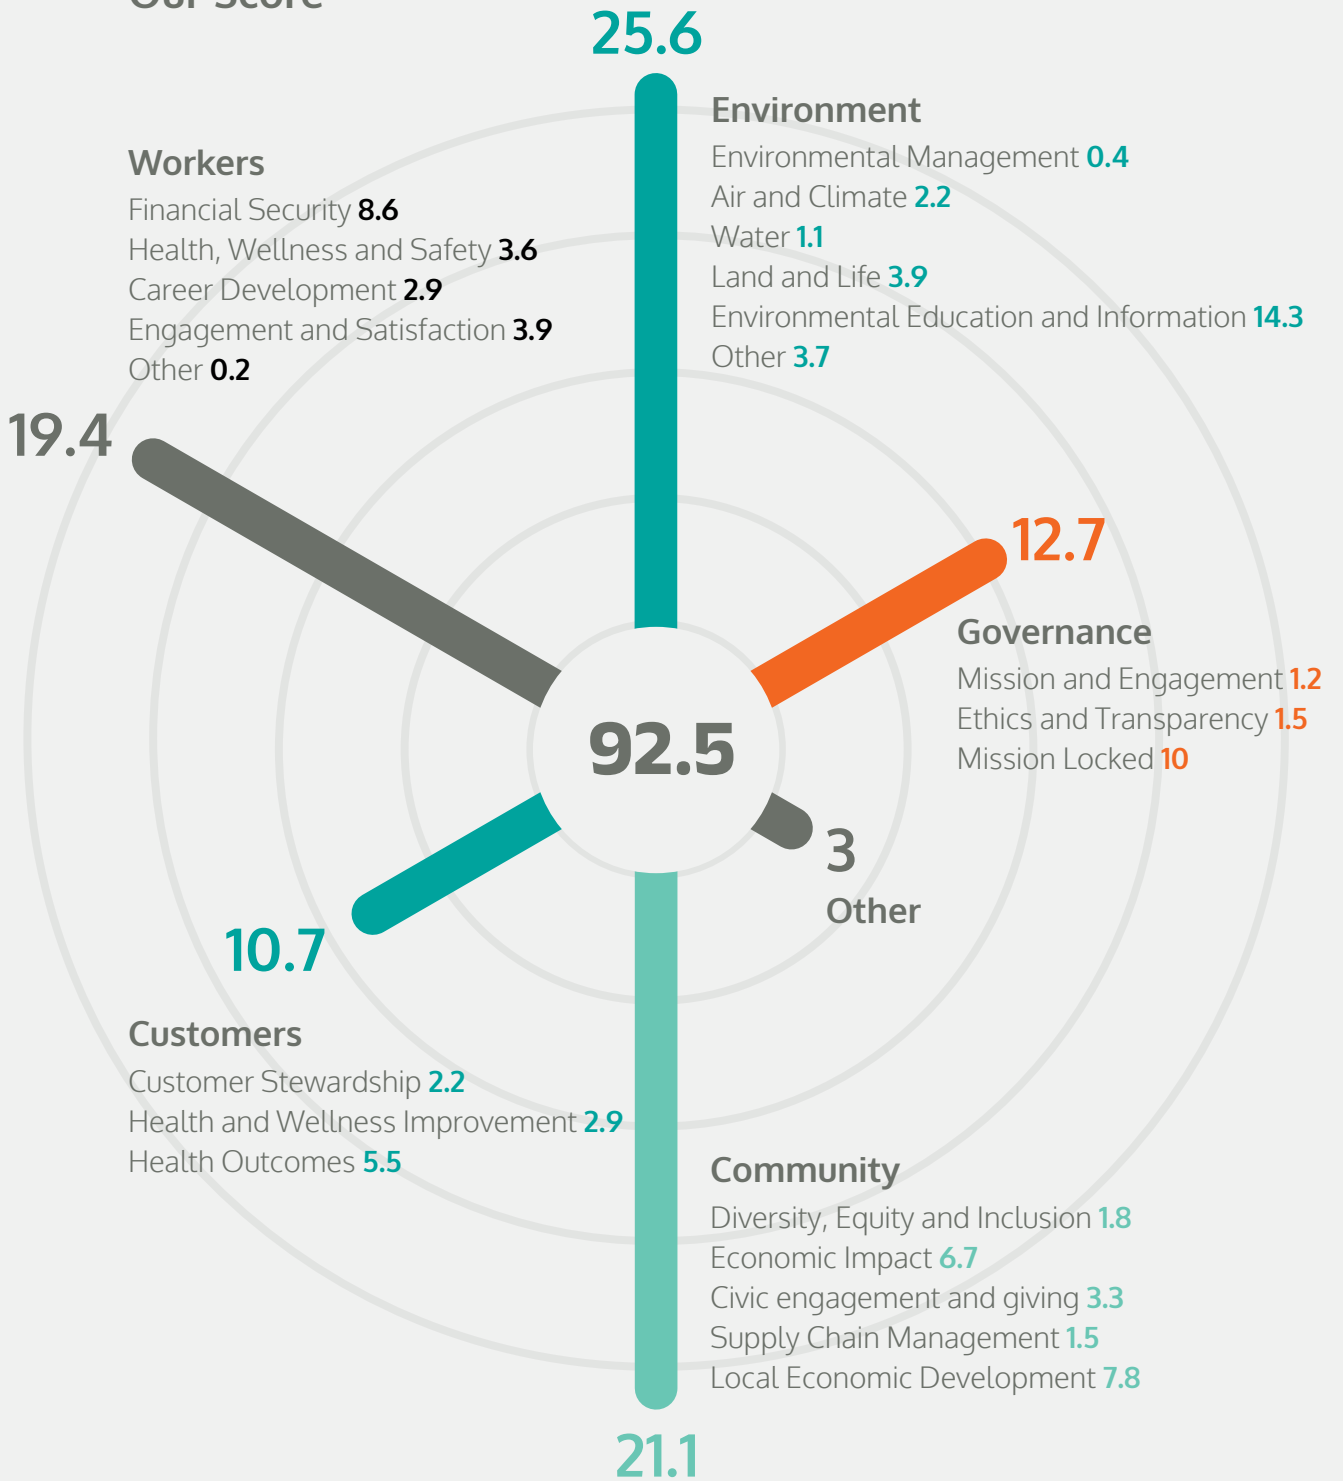 Our Score
25.6
Environment
Environmental Management 0.4
Air and Climate 2.2
Water 1.1
Land and Life 3.9
Environmental Education and Information 14.3
Other 3.7
Workers
Financial Security 8.6
Health, Wellness and Safety 3.6
Career Development 2.9
Engagement and Satisfaction 3.9
Other 0.2
19.4
12.7
Governance
Mission and Engagement 1.2
Ethics and Transparency 1.5
Mission Locked 10
92.5
3
Other
10.7
Customers
Customer Stewardship 2.2
Health and Wellness Improvement 2.9
Health Outcomes 5.5
Community
Diversity, Equity and Inclusion 1.8
Economic Impact 6.7
Civic engagement and giving 3.3
Supply Chain Management 1.5
Local Economic Development 7.8
21.1